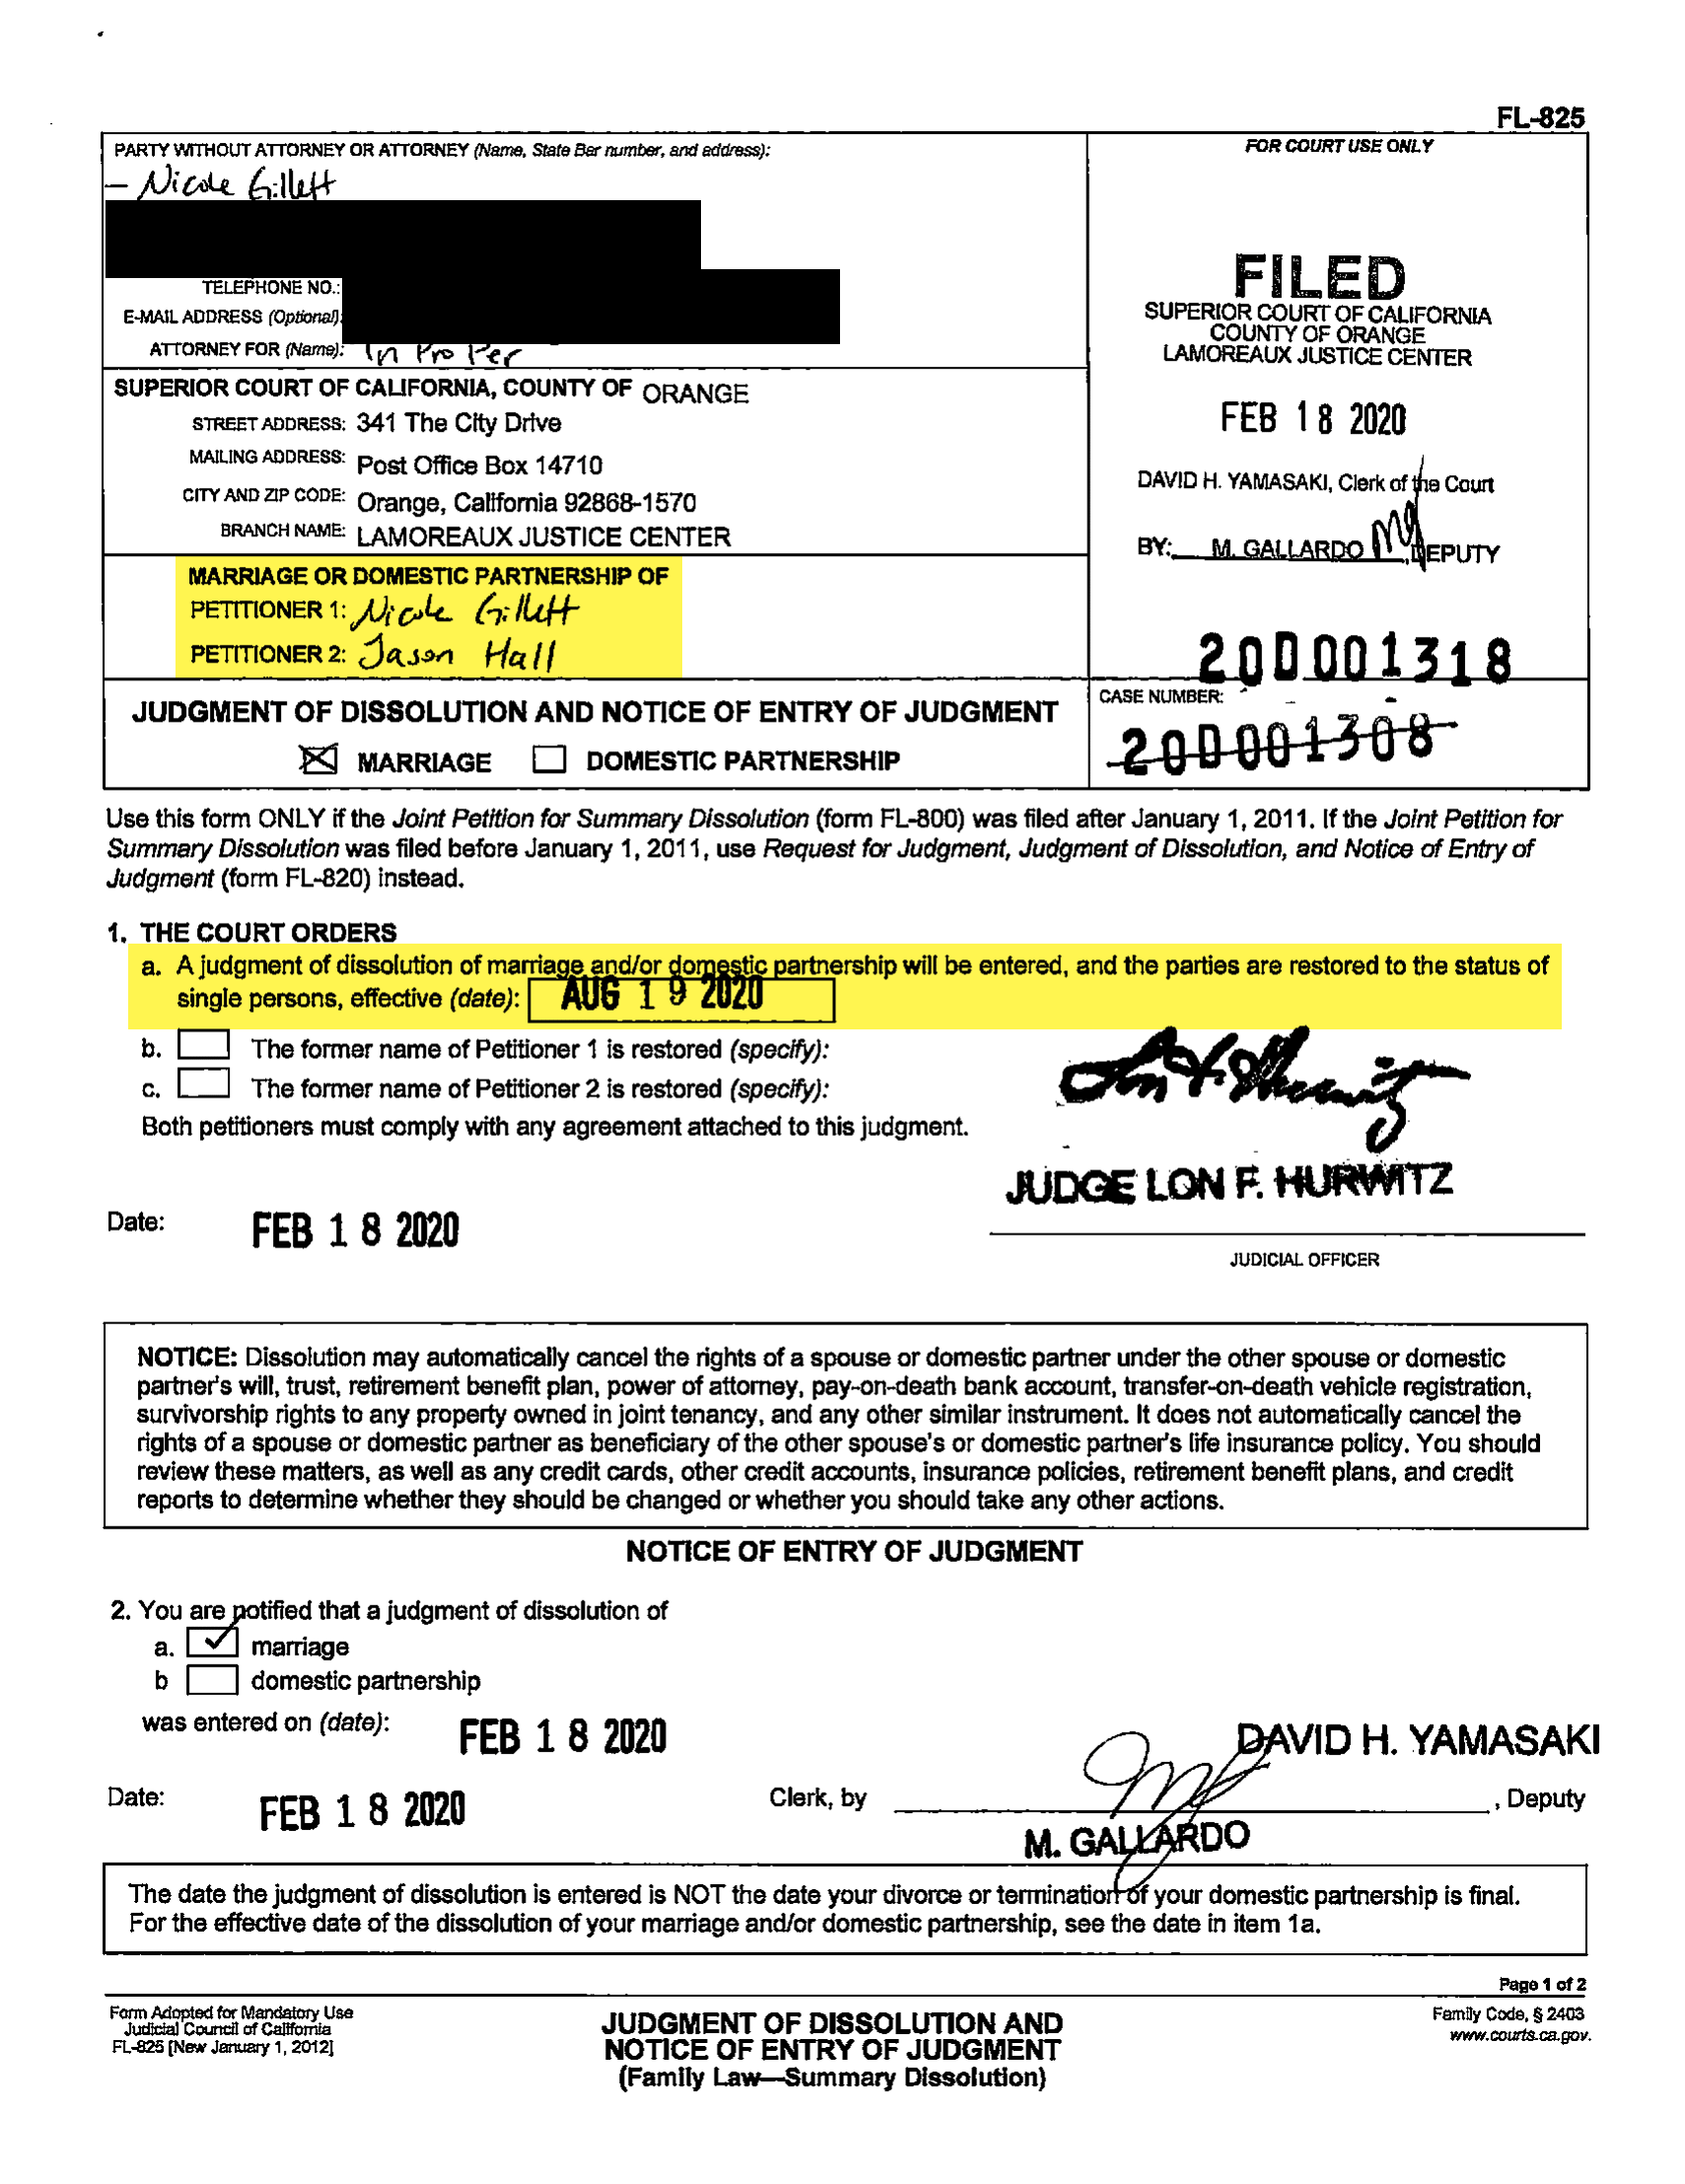 FL-825
PARTY WITHOUT ATTORNEY OR ATTORNEY (Name, State Bar number, and address):
– Nicole Gillett
TELEPHONE NO.:
E-MAIL ADDRESS (Optional):
ATTORNEY FOR (Name): In Pro Per
SUPERIOR COURT OF CALIFORNIA, COUNTY OF ORANGE
STREET ADDRESS: 341 The City Drive
MAILING ADDRESS: Post Office Box 14710
CITY AND ZIP CODE: Orange, California 92868-1570
BRANCH NAME: LAMOREAUX JUSTICE CENTER
MARRIAGE OR DOMESTIC PARTNERSHIP OF
PETITIONER 1: Nicole Gillett
PETITIONER 2: Jason Hall
JUDGMENT OF DISSOLUTION AND NOTICE OF ENTRY OF JUDGMENT
MARRIAGE DOMESTIC PARTNERSHIP
FOR COURT USE ONLY
FILED
SUPERIOR COURT OF CALIFORNIA
COUNTY OF ORANGE
LAMOREAUX JUSTICE CENTER
FEB 18 2020
DAVID H. YAMASAKI, Clerk of the Court
BY: M. GALLARDO , DEPUTY
20D001318
CASE NUMBER:
20D001308
Use this form ONLY if the Joint Petition for Summary Dissolution (form FL-800) was filed after January 1, 2011. If the Joint Petition for
Summary Dissolution was filed before January 1, 2011, use Request for Judgment, Judgment of Dissolution, and Notice of Entry of
Judgment (form FL-820) instead.
1. THE COURT ORDERS
a. A judgment of dissolution of marriage and/or domestic partnership will be entered, and the parties are restored to the status of
single persons, effective (date): AUG 19 2020
b. The former name of Petitioner 1 is restored (specify):
c. The former name of Petitioner 2 is restored (specify):
Both petitioners must comply with any agreement attached to this judgment.
JUDGE LON F. HURWITZ
Date: FEB 18 2020
JUDICIAL OFFICER
NOTICE: Dissolution may automatically cancel the rights of a spouse or domestic partner under the other spouse or domestic
partner's will, trust, retirement benefit plan, power of attorney, pay-on-death bank account, transfer-on-death vehicle registration,
survivorship rights to any property owned in joint tenancy, and any other similar instrument. It does not automatically cancel the
rights of a spouse or domestic partner as beneficiary of the other spouse's or domestic partner's life insurance policy. You should
review these matters, as well as any credit cards, other credit accounts, insurance policies, retirement benefit plans, and credit
reports to determine whether they should be changed or whether you should take any other actions.
NOTICE OF ENTRY OF JUDGMENT
2. You are notified that a judgment of dissolution of
a. marriage
b domestic partnership
was entered on (date): FEB 18 2020
DAVID H. YAMASAKI
Date: FEB 18 2020 Clerk, by , Deputy
M. GALLARDO
The date the judgment of dissolution is entered is NOT the date your divorce or termination of your domestic partnership is final.
For the effective date of the dissolution of your marriage and/or domestic partnership, see the date in item 1a.
Page 1 of 2
Form Adopted for Mandatory Use
Judicial Council of California
FL-825 [New January 1, 2012]
JUDGMENT OF DISSOLUTION AND
NOTICE OF ENTRY OF JUDGMENT
(Family Law—Summary Dissolution)
Family Code, § 2403
www.courts.ca.gov.